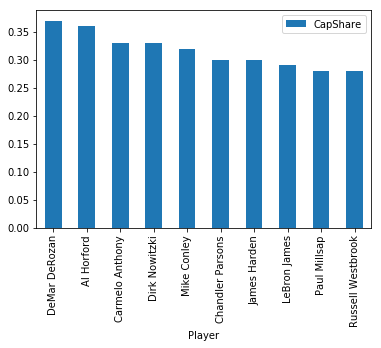 CapShare
0.35
0.30
0.25
0.20
0.15
0.10
0.05
0.00
DeMar DeRozan
Al Horford
Carmelo Anthony
Dirk Nowitzki
Mike Conley
Chandler Parsons
James Harden
LeBron James
Paul Millsap
Russell Westbrook
Player